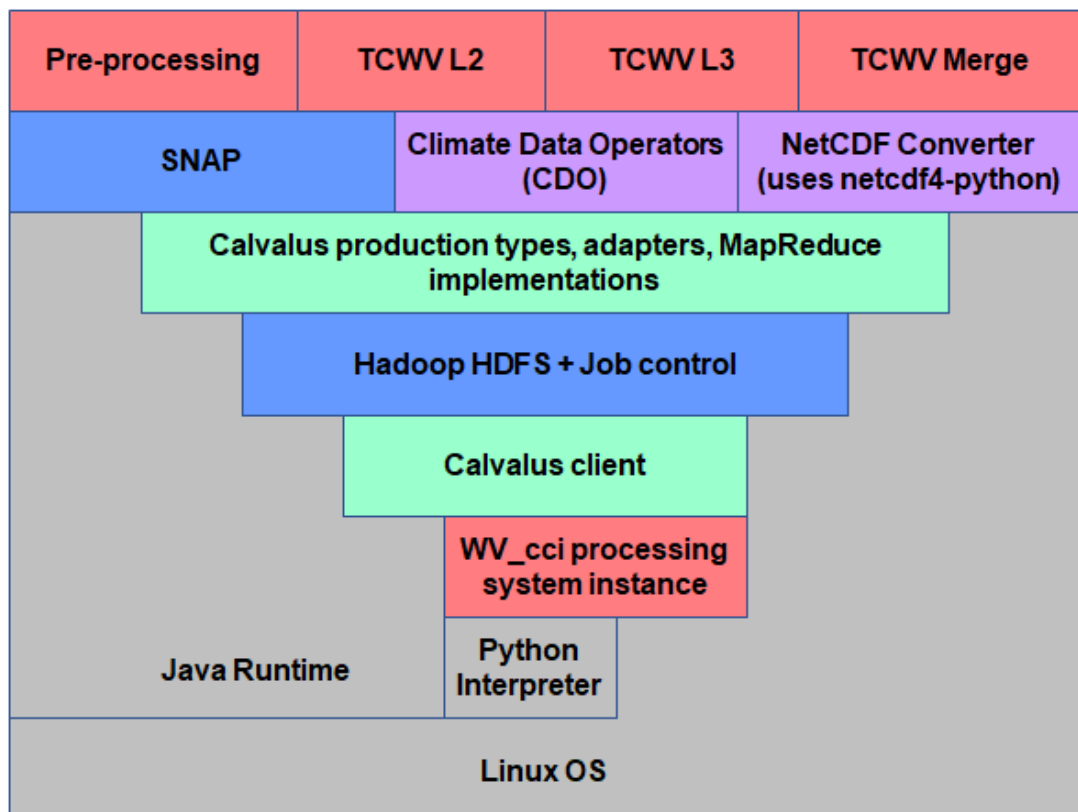 Pre-processing
TCWV L2
TCWV L3
TCWV Merge
SNAP
Climate Data Operators
(CDO)
NetCDF Converter
(uses netcdf4-python)
Calvalus production types, adapters, MapReduce
implementations
Hadoop HDFS + Job control
Calvalus client
WV_cci processing
system instance
Java Runtime
Python
Interpreter
Linux OS